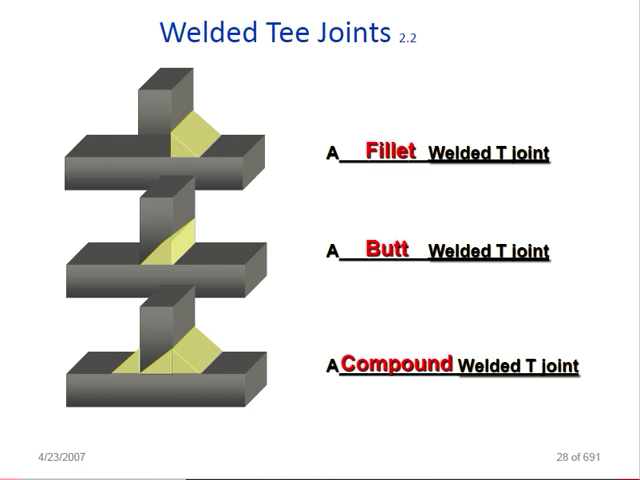 Welded Tee Joints 2.2
A Fillet Welded T joint
A Butt Welded T joint
A Compound Welded T joint
4/23/2007
28 of 691